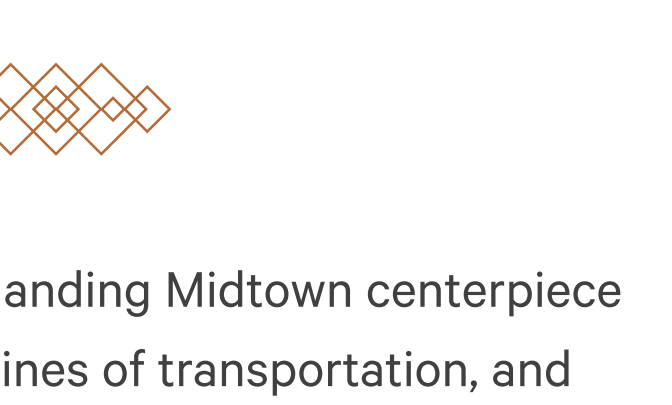 anding Midtown centerpiece
ines of transportation, and